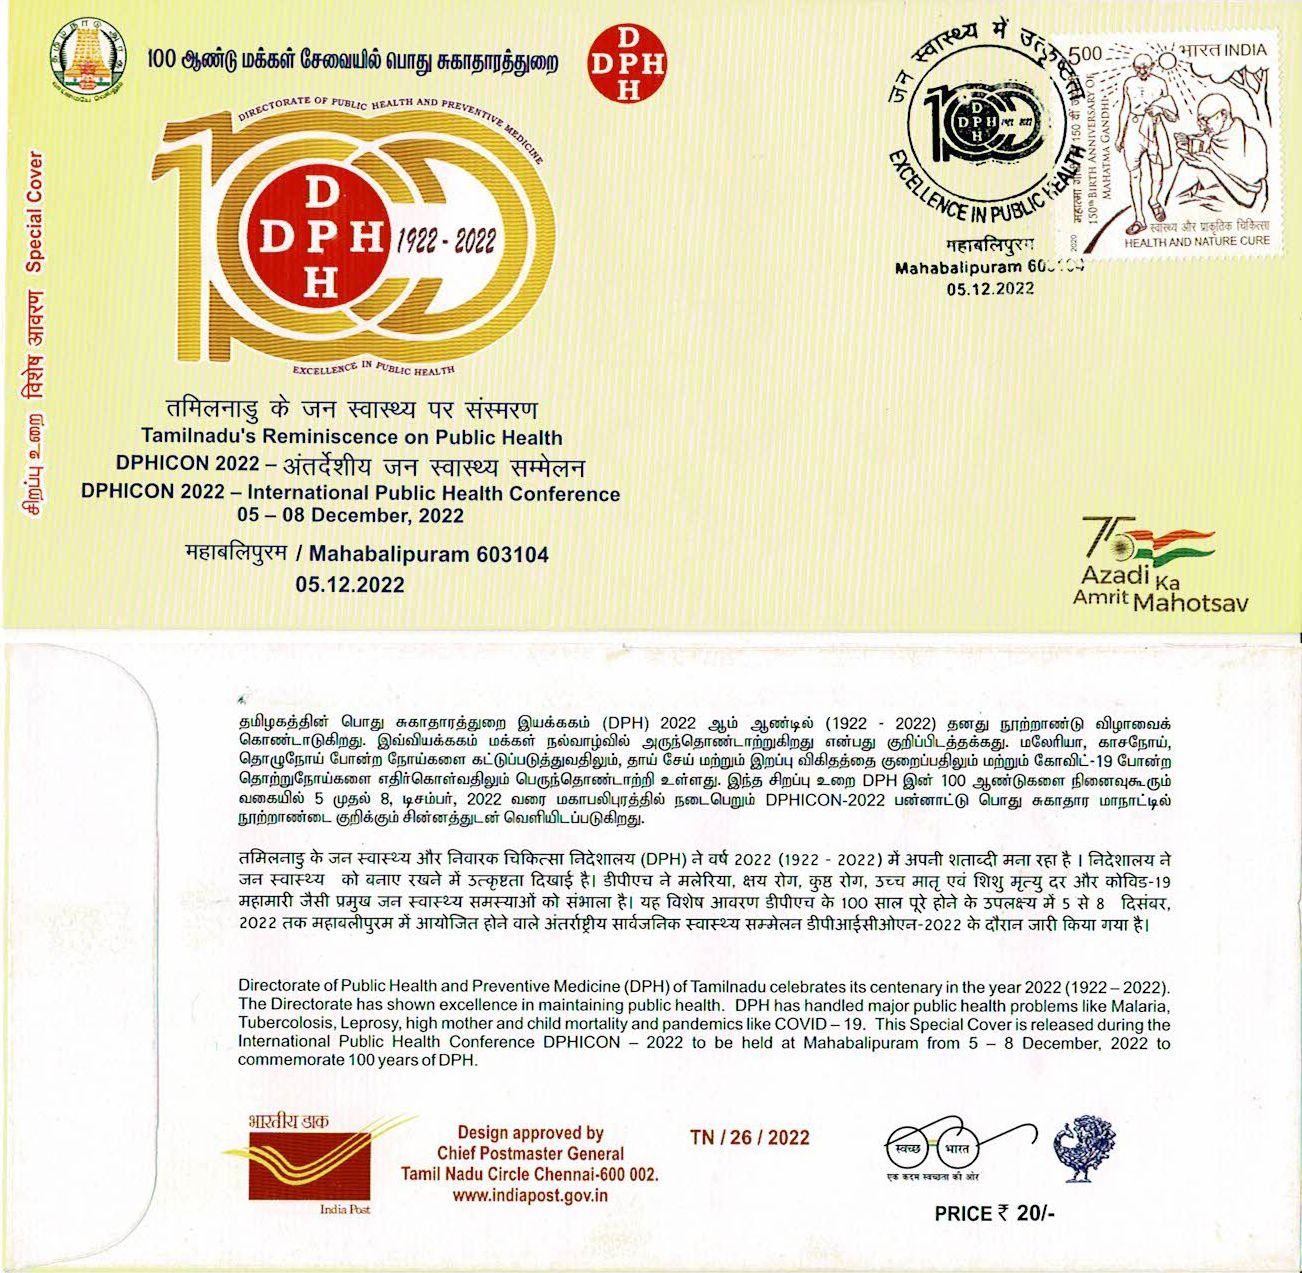 100 ஆண்டு மக்கள் சேவையில் பொது சுகாதாரத்துறை
D
DPH
H
DIRECTORATE OF PUBLIC HEALTH AND PREVENTIVE MEDICINE
100
D
D P H
H
1922 - 2022
EXCELLENCE IN PUBLIC HEALTH
சிறப்பு உறை विशेष आवरण Special Cover
जन स्वास्थ्य में उत्कृष्टता
100
D
D P H
H
EXCELLENCE IN PUBLIC HEALTH
महाबलिपुरम
Mahabalipuram 603104
05.12.2022
500
भारत INDIA
150th BIRTH ANNIVERSARY OF
MAHATMA GANDHI
2020
स्वास्थ्य और प्राकृतिक चिकित्सा
HEALTH AND NATURE CURE
तमिलनाडु के जन स्वास्थ्य पर संस्मरण
Tamilnadu's Reminiscence on Public Health
DPHICON 2022 – अंतर्देशीय जन स्वास्थ्य सम्मेलन
DPHICON 2022 – International Public Health Conference
05 – 08 December, 2022
महाबलिपुरम / Mahabalipuram 603104
05.12.2022
75
Azadi Ka
Amrit Mahotsav
தமிழகத்தின் பொது சுகாதாரத்துறை இயக்ககம் (DPH) 2022 ஆம் ஆண்டில் (1922 - 2022) தனது நூற்றாண்டு விழாவைக்
கொண்டாடுகிறது. இவ்வியக்ககம் மக்கள் நல்வாழ்வில் அருந்தொண்டாற்றுகிறது என்பது குறிப்பிடத்தக்கது. மலேரியா, காசநோய்,
தொழுநோய் போன்ற நோய்களை கட்டுப்படுத்துவதிலும், தாய் சேய் மற்றும் இறப்பு விகிதத்தை குறைப்பதிலும் மற்றும் கோவிட்-19 போன்ற
தொற்றுநோய்களை எதிர்கொள்வதிலும் பெருந்தொண்டாற்றி உள்ளது. இந்த சிறப்பு உறை DPH இன் 100 ஆண்டுகளை நினைவுகூரும்
வகையில் 5 முதல் 8, டிசம்பர், 2022 வரை மகாபலிபுரத்தில் நடைபெறும் DPHICON-2022 பன்னாட்டு பொது சுகாதார மாநாட்டில்
நூற்றாண்டை குறிக்கும் சின்னத்துடன் வெளியிடப்படுகிறது.
तमिलनाडु के जन स्वास्थ्य और निवारक चिकित्सा निदेशालय (DPH) ने वर्ष 2022 (1922 - 2022) में अपनी शताब्दी मना रहा है । निदेशालय ने
जन स्वास्थ्य को बनाए रखने में उत्कृष्टता दिखाई है। डीपीएच ने मलेरिया, क्षय रोग, कुष्ठ रोग, उच्च मातृ एवं शिशु मृत्यु दर और कोविड-19
महामारी जैसी प्रमुख जन स्वास्थ्य समस्याओं को संभाला है। यह विशेष आवरण डीपीएच के 100 साल पूरे होने के उपलक्ष्य में 5 से 8 दिसंबर,
2022 तक महाबलीपुरम में आयोजित होने वाले अंतर्राष्ट्रीय सार्वजनिक स्वास्थ्य सम्मेलन डीपीआईसीओएन-2022 के दौरान जारी किया गया है।
Directorate of Public Health and Preventive Medicine (DPH) of Tamilnadu celebrates its centenary in the year 2022 (1922 – 2022).
The Directorate has shown excellence in maintaining public health. DPH has handled major public health problems like Malaria,
Tubercolosis, Leprosy, high mother and child mortality and pandemics like COVID – 19. This Special Cover is released during the
International Public Health Conference DPHICON – 2022 to be held at Mahabalipuram from 5 – 8 December, 2022 to
commemorate 100 years of DPH.
भारतीय डाक
India Post
Design approved by
Chief Postmaster General
Tamil Nadu Circle Chennai-600 002.
www.indiapost.gov.in
TN / 26 / 2022
स्वच्छ भारत
एक कदम स्वच्छता की ओर
PRICE ₹ 20/-